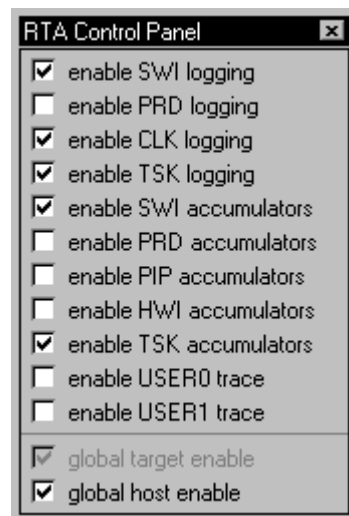 RTA Control Panel
enable SWI logging
enable PRD logging
enable CLK logging
enable TSK logging
enable SWI accumulators
enable PRD accumulators
enable PIP accumulators
enable HWI accumulators
enable TSK accumulators
enable USER0 trace
enable USER1 trace
global target enable
global host enable